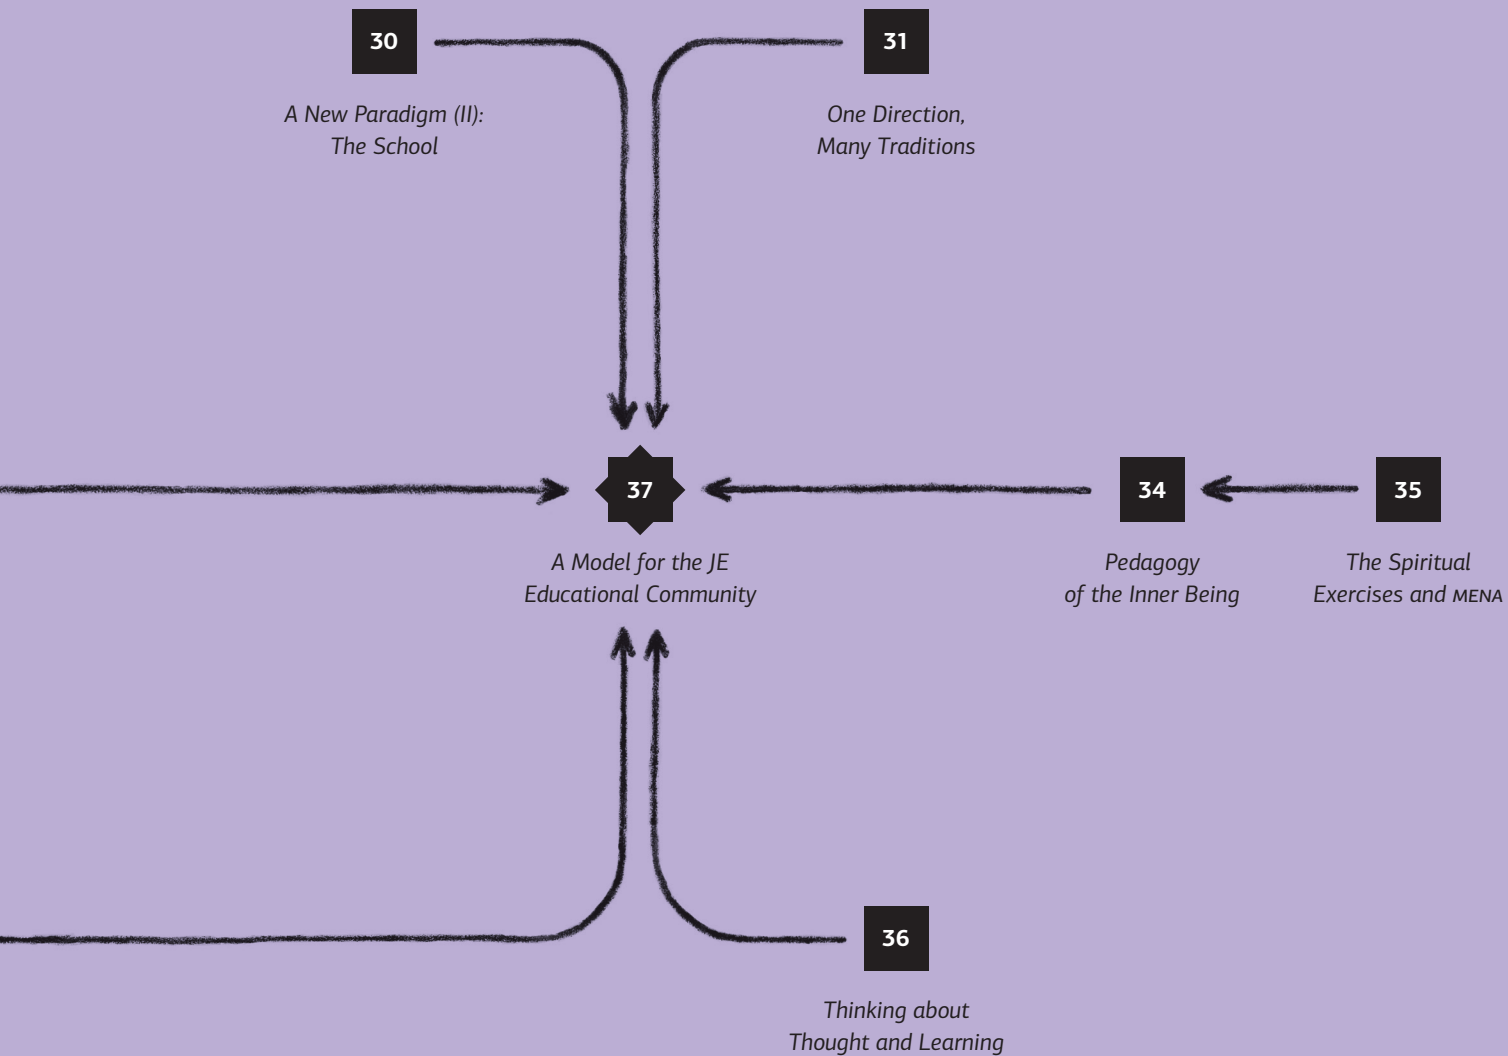 30
A New Paradigm (II):
The School
31
One Direction,
Many Traditions
37
A Model for the JE
Educational Community
34
Pedagogy
of the Inner Being
35
The Spiritual
Exercises and MENA
36
Thinking about
Thought and Learning